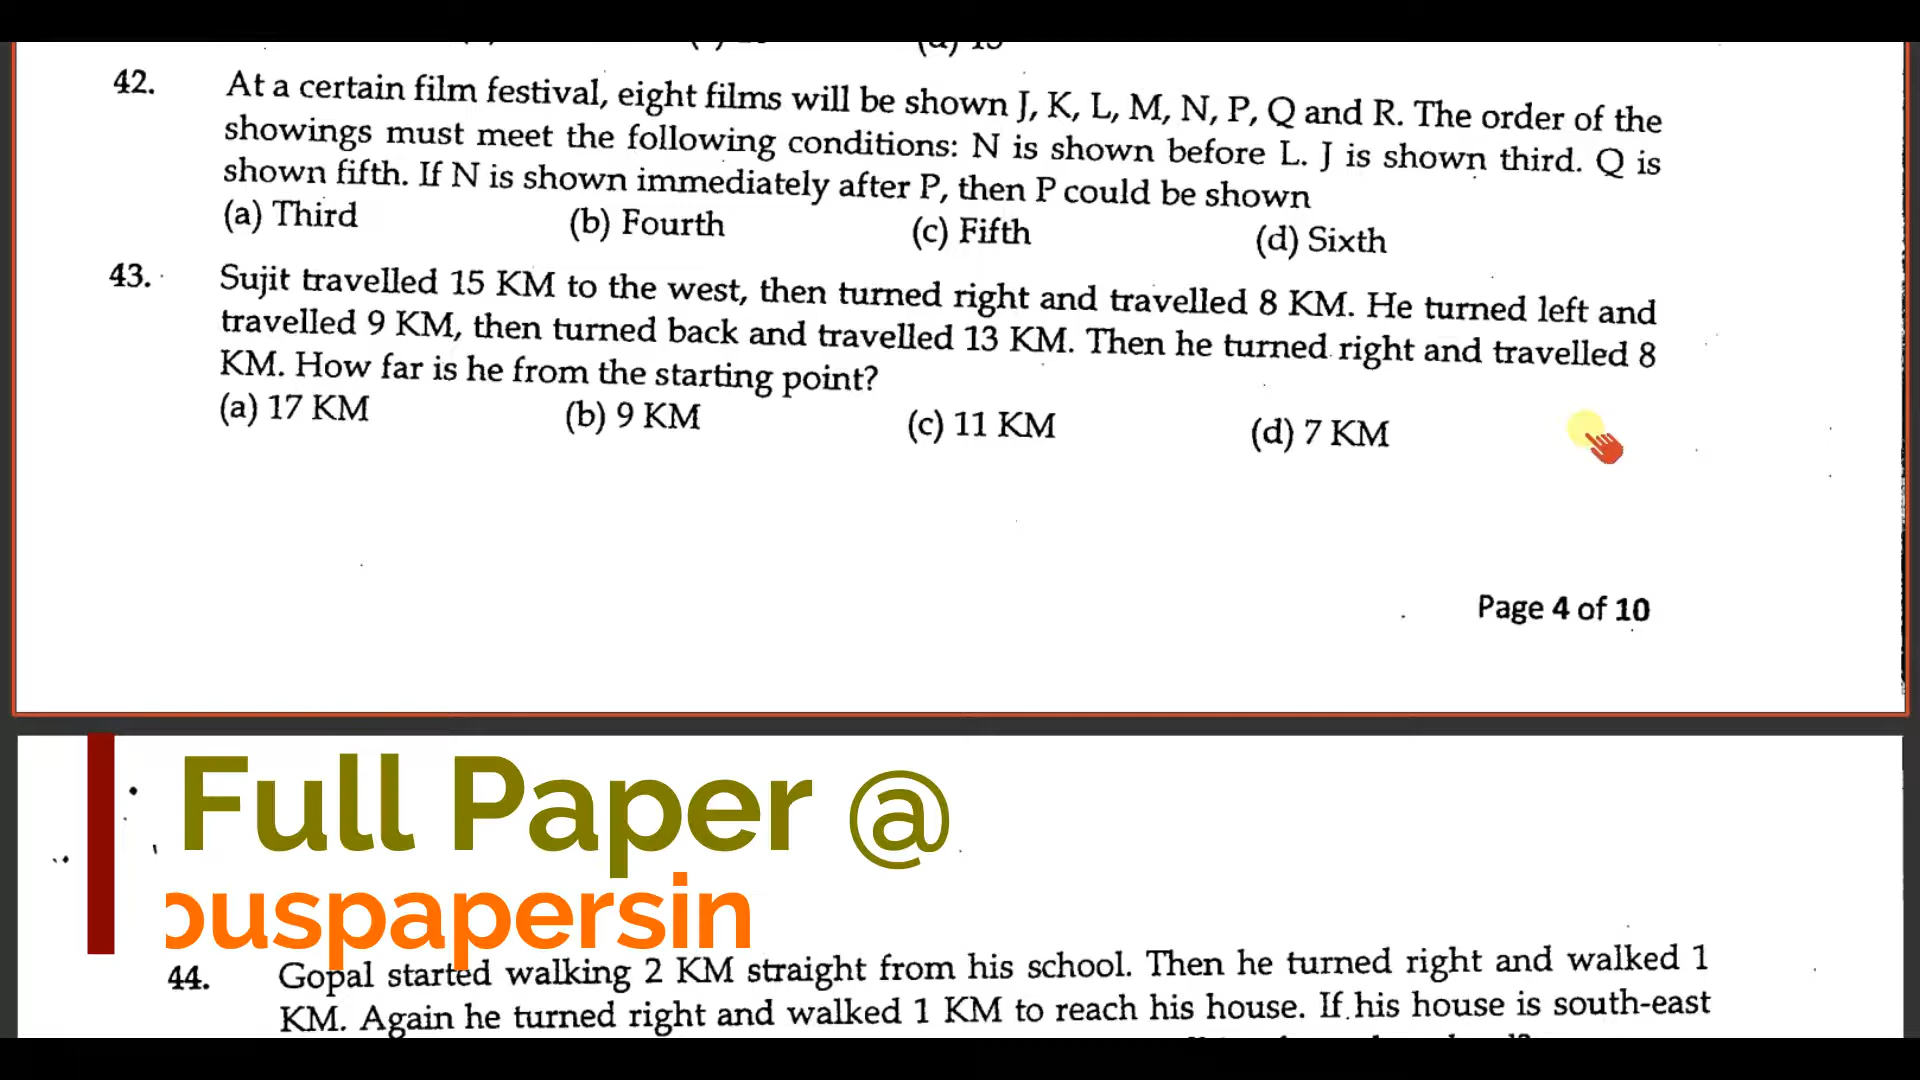 42. At a certain film festival, eight films will be shown J, K, L, M, N, P, Q and R. The order of the
showings must meet the following conditions: N is shown before L. J is shown third. Q is
shown fifth. If N is shown immediately after P, then P could be shown
(a) Third (b) Fourth (c) Fifth (d) Sixth
43. Sujit travelled 15 KM to the west, then turned right and travelled 8 KM. He turned left and
travelled 9 KM, then turned back and travelled 13 KM. Then he turned right and travelled 8
KM. How far is he from the starting point?
(a) 17 KM (b) 9 KM (c) 11 KM (d) 7 KM
Page 4 of 10
Full Paper @
ouspapersin
44. Gopal started walking 2 KM straight from his school. Then he turned right and walked 1
KM. Again he turned right and walked 1 KM to reach his house. If his house is south-east